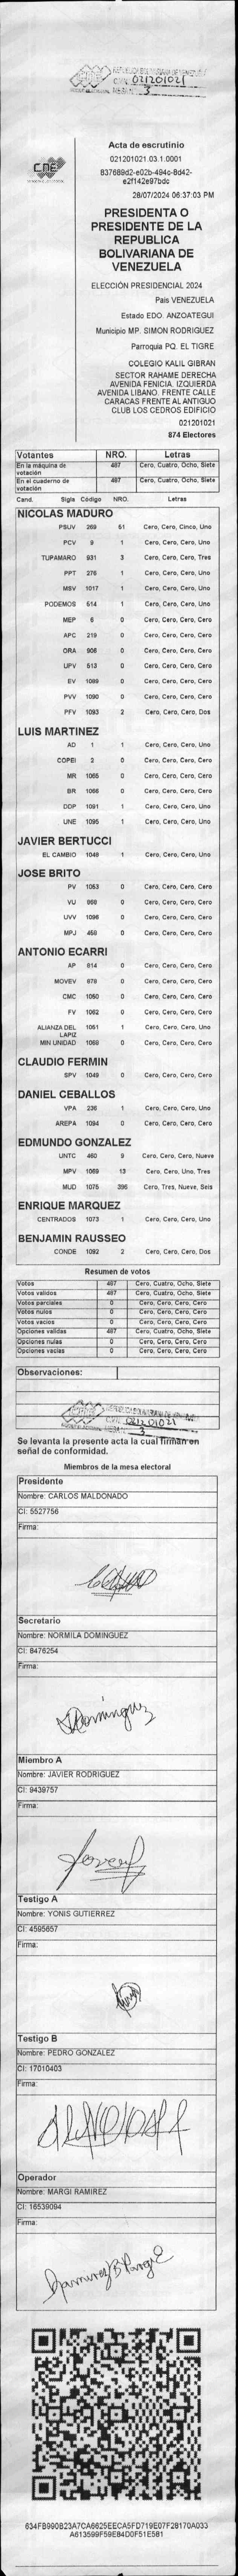 CNE
021201021
3
Acta de escrutinio
021201021.03.1.0001
837689d2-e02b-494c-8d42-
e2f142e97bdc
28/07/2024 06:37:03 PM
PRESIDENTA O
PRESIDENTE DE LA
REPUBLICA
BOLIVARIANA DE
VENEZUELA
ELECCIÓN PRESIDENCIAL 2024
País VENEZUELA
Estado EDO. ANZOATEGUI
Municipio MP. SIMON RODRIGUEZ
Parroquia PQ. EL TIGRE
COLEGIO KALIL GIBRAN
SECTOR RAHAME DERECHA
AVENIDA FENICIA. IZQUIERDA
AVENIDA LIBANO. FRENTE CALLE
CARACAS FRENTE AL ANTIGUO
CLUB LOS CEDROS EDIFICIO
021201021
874 Electores
Votantes NRO. Letras
En la máquina de votación 487 Cero, Cuatro, Ocho, Siete
En el cuaderno de votación 487 Cero, Cuatro, Ocho, Siete
Cand. Sigla Código NRO. Letras
NICOLAS MADURO
PSUV 269 51 Cero, Cero, Cinco, Uno
PCV 9 1 Cero, Cero, Cero, Uno
TUPAMARO 931 3 Cero, Cero, Cero, Tres
PPT 276 1 Cero, Cero, Cero, Uno
MSV 1017 1 Cero, Cero, Cero, Uno
PODEMOS 514 1 Cero, Cero, Cero, Uno
MEP 6 0 Cero, Cero, Cero, Cero
APC 219 0 Cero, Cero, Cero, Cero
ORA 906 0 Cero, Cero, Cero, Cero
UPV 513 0 Cero, Cero, Cero, Cero
EV 1089 0 Cero, Cero, Cero, Cero
PVV 1090 0 Cero, Cero, Cero, Cero
PFV 1093 2 Cero, Cero, Cero, Dos
LUIS MARTINEZ
AD 1 1 Cero, Cero, Cero, Uno
COPEI 2 0 Cero, Cero, Cero, Cero
MR 1065 0 Cero, Cero, Cero, Cero
BR 1066 0 Cero, Cero, Cero, Cero
DDP 1091 1 Cero, Cero, Cero, Uno
UNE 1095 1 Cero, Cero, Cero, Uno
JAVIER BERTUCCI
EL CAMBIO 1048 1 Cero, Cero, Cero, Uno
JOSE BRITO
PV 1053 0 Cero, Cero, Cero, Cero
VU 969 0 Cero, Cero, Cero, Cero
UVV 1096 0 Cero, Cero, Cero, Cero
MPJ 458 0 Cero, Cero, Cero, Cero
ANTONIO ECARRI
AP 814 0 Cero, Cero, Cero, Cero
MOVEV 979 0 Cero, Cero, Cero, Cero
CMC 1050 0 Cero, Cero, Cero, Cero
FV 1062 0 Cero, Cero, Cero, Cero
ALIANZA DEL LAPIZ 1051 1 Cero, Cero, Cero, Uno
MIN UNIDAD 1068 0 Cero, Cero, Cero, Cero
CLAUDIO FERMIN
SPV 1049 0 Cero, Cero, Cero, Cero
DANIEL CEBALLOS
VPA 236 1 Cero, Cero, Cero, Uno
AREPA 1094 0 Cero, Cero, Cero, Cero
EDMUNDO GONZALEZ
UNTC 460 9 Cero, Cero, Cero, Nueve
MPV 1069 13 Cero, Cero, Uno, Tres
MUD 1075 396 Cero, Tres, Nueve, Seis
ENRIQUE MARQUEZ
CENTRADOS 1073 1 Cero, Cero, Cero, Uno
BENJAMIN RAUSSEO
CONDE 1092 2 Cero, Cero, Cero, Dos
Resumen de votos
Votos 487 Cero, Cuatro, Ocho, Siete
Votos validos 487 Cero, Cuatro, Ocho, Siete
Votos parciales 0 Cero, Cero, Cero, Cero
Votos nulos 0 Cero, Cero, Cero, Cero
Votos vacios 0 Cero, Cero, Cero, Cero
Opciones validas 487 Cero, Cuatro, Ocho, Siete
Opciones nulas 0 Cero, Cero, Cero, Cero
Opciones vacias 0 Cero, Cero, Cero, Cero
Observaciones:
021201021
3
Se levanta la presente acta la cual firman en
señal de conformidad.
Miembros de la mesa electoral
Presidente
Nombre: CARLOS MALDONADO
CI: 5527756
Firma:
Secretario
Nombre: NORMILA DOMINGUEZ
CI: 8476254
Firma:
Dominguez
Miembro A
Nombre: JAVIER RODRIGUEZ
CI: 9439757
Firma:
Testigo A
Nombre: YONIS GUTIERREZ
CI: 4595657
Firma:
Testigo B
Nombre: PEDRO GONZALEZ
CI: 17010403
Firma:
Operador
Nombre: MARGI RAMIREZ
CI: 16539094
Firma:
Ramirez B Margi
634FB990B23A7CA6625EECA5FD719E07F28170A033
A613599F59E84D0F51E581